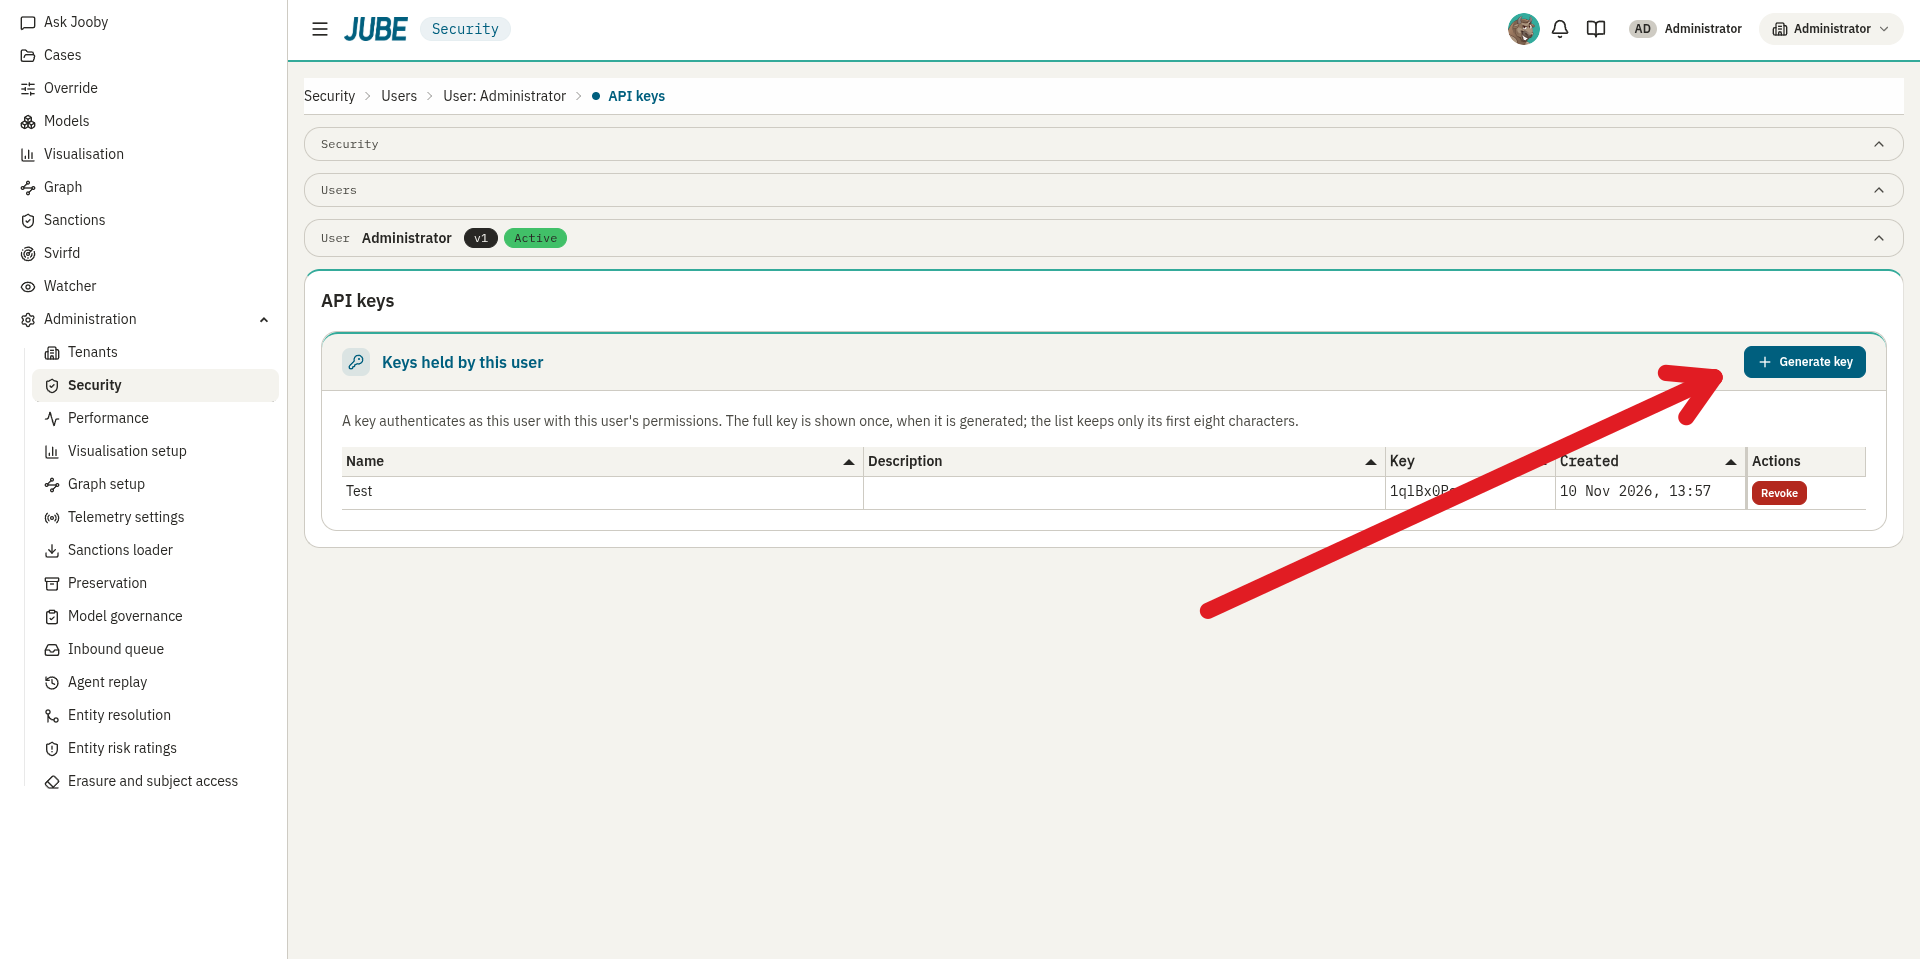 Ask Jooby
Cases
Override
Models
Visualisation
Graph
Sanctions
Svirfd
Watcher
Administration
Tenants
Security
Performance
Visualisation setup
Graph setup
Telemetry settings
Sanctions loader
Preservation
Model governance
Inbound queue
Agent replay
Entity resolution
Entity risk ratings
Erasure and subject access
JUBE Security
AD Administrator Administrator
Security > Users > User: Administrator > API keys
Security
Users
User Administrator v1 Active
API keys
Keys held by this user
Generate key
A key authenticates as this user with this user's permissions. The full key is shown once, when it is generated; the list keeps only its first eight characters.
Name Description Key Created Actions
Test 10 Nov 2026, 13:57 Revoke